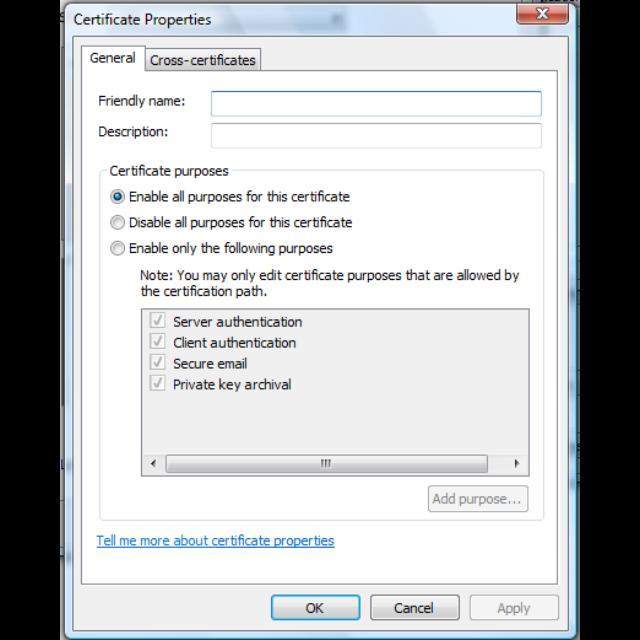 Certificate Properties
General
Cross-certificates
Friendly name:
Description:
Certificate purposes
Enable all purposes for this certificate
Disable all purposes for this certificate
Enable only the following purposes
Note: You may only edit certificate purposes that are allowed by
the certification path.
Server authentication
Client authentication
Secure email
Private key archival
Add purpose...
Tell me more about certificate properties
OK
Cancel
Apply